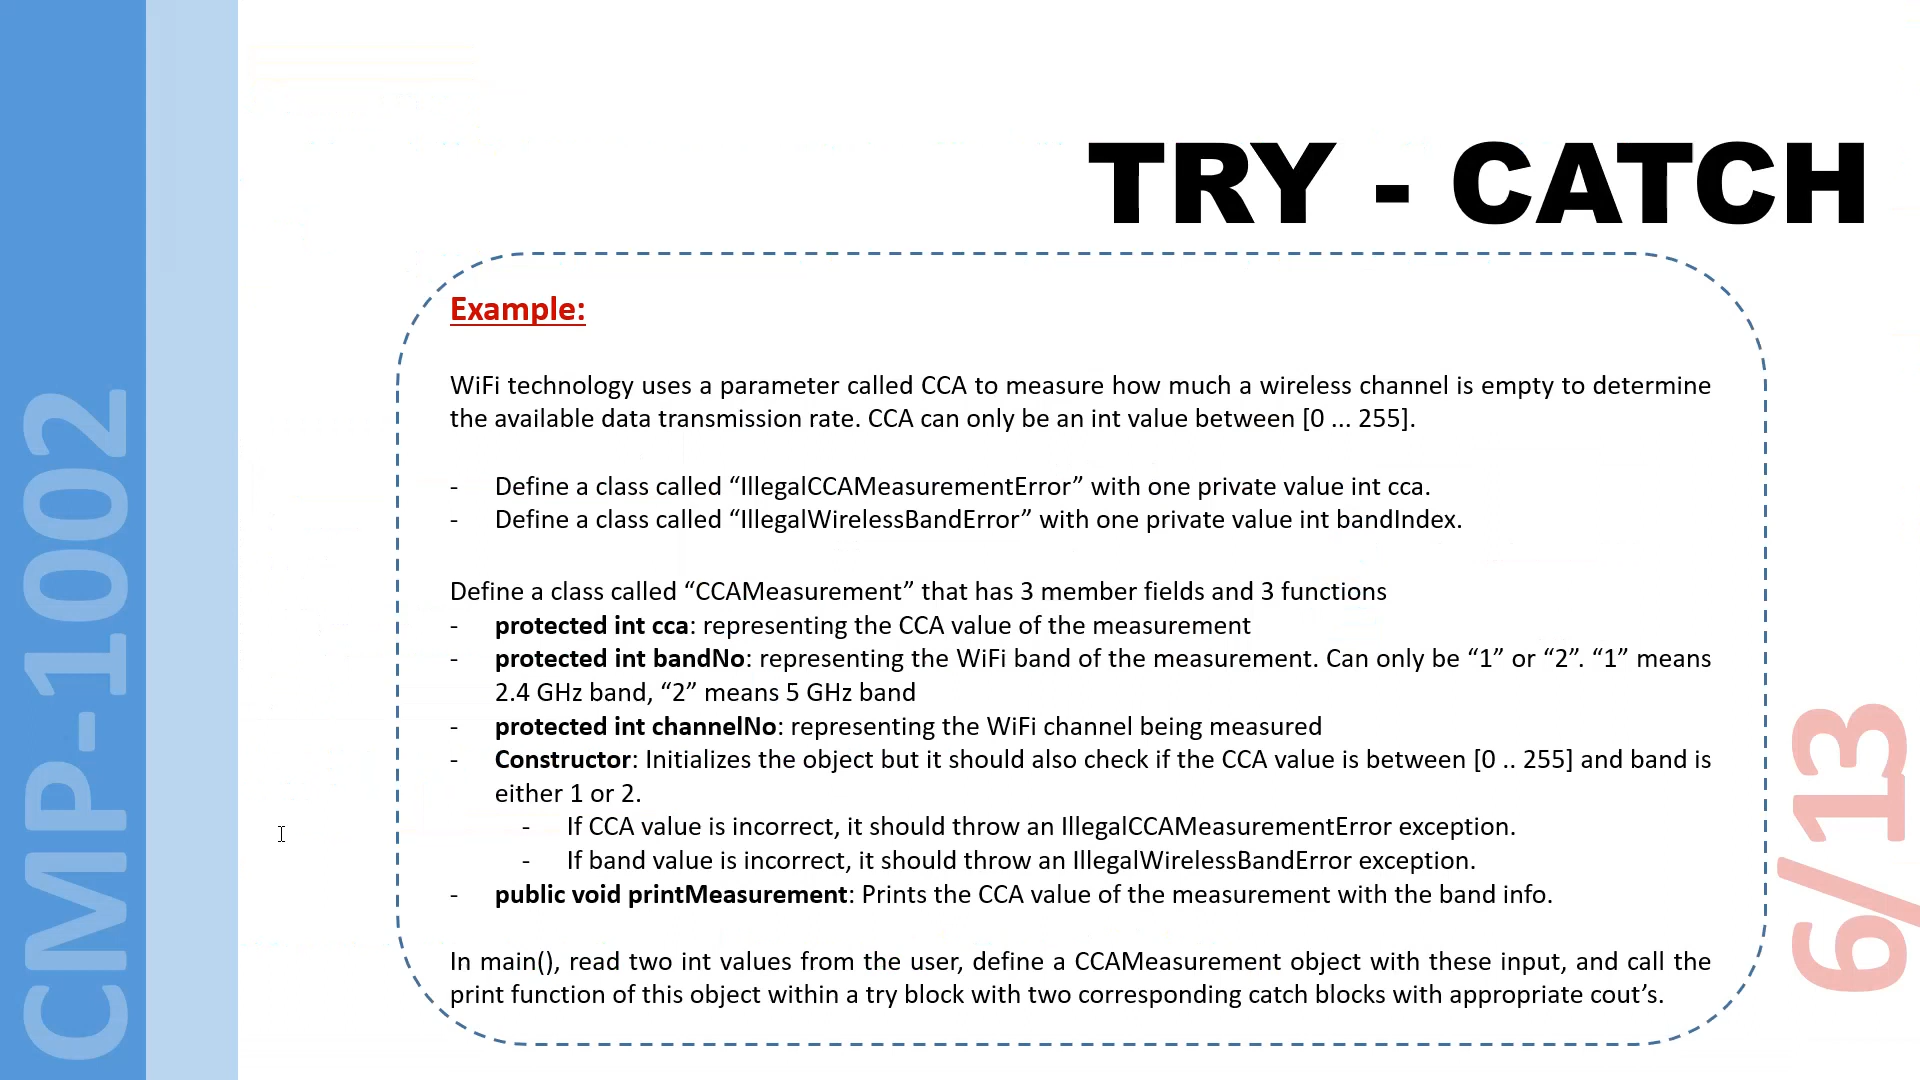 CMP-1002
TRY - CATCH
Example:
WiFi technology uses a parameter called CCA to measure how much a wireless channel is empty to determine
the available data transmission rate. CCA can only be an int value between [0 ... 255].
- Define a class called “IllegalCCAMeasurementError” with one private value int cca.
- Define a class called “IllegalWirelessBandError” with one private value int bandIndex.
Define a class called “CCAMeasurement” that has 3 member fields and 3 functions
- protected int cca: representing the CCA value of the measurement
- protected int bandNo: representing the WiFi band of the measurement. Can only be “1” or “2”. “1” means
2.4 GHz band, “2” means 5 GHz band
- protected int channelNo: representing the WiFi channel being measured
- Constructor: Initializes the object but it should also check if the CCA value is between [0 .. 255] and band is
either 1 or 2.
- If CCA value is incorrect, it should throw an IllegalCCAMeasurementError exception.
- If band value is incorrect, it should throw an IllegalWirelessBandError exception.
- public void printMeasurement: Prints the CCA value of the measurement with the band info.
In main(), read two int values from the user, define a CCAMeasurement object with these input, and call the
print function of this object within a try block with two corresponding catch blocks with appropriate cout’s.
6/13